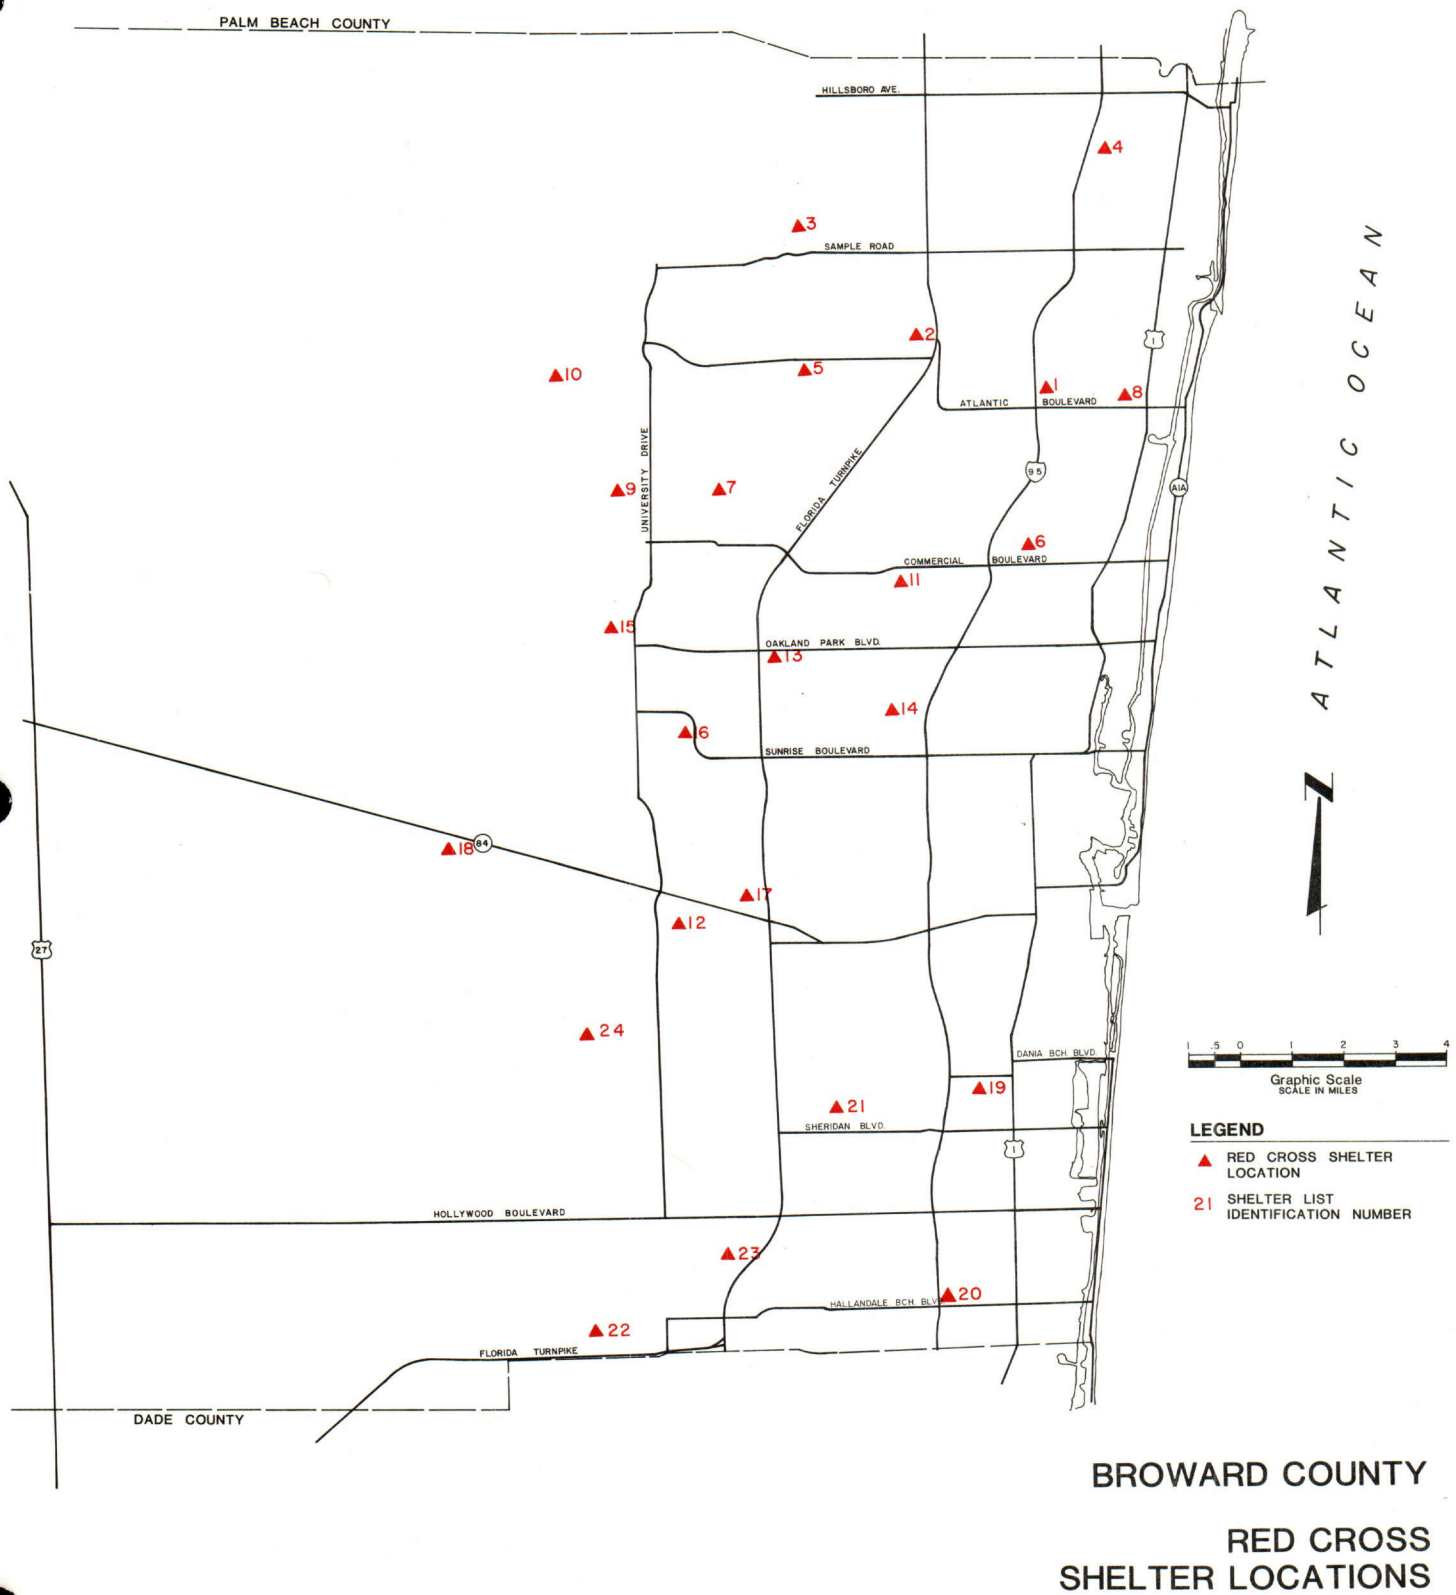 PALM BEACH COUNTY
HILLSBORO AVE.
4
3
SAMPLE ROAD
2
1
5
10
1
8
ATLANTIC BOULEVARD
ATLANTIC OCEAN
UNIVERSITY DRIVE
FLORIDA TURNPIKE
95
A1A
9
7
6
COMMERCIAL BOULEVARD
11
15
OAKLAND PARK BLVD.
13
14
6
SUNRISE BOULEVARD
N
18
84
17
12
27
24
DANIA BCH. BLVD.
1 .5 0 1 2 3 4
Graphic Scale
SCALE IN MILES
19
21
SHERIDAN BLVD.
1
LEGEND
RED CROSS SHELTER
LOCATION
21 SHELTER LIST
IDENTIFICATION NUMBER
HOLLYWOOD BOULEVARD
23
20
HALLANDALE BCH. BLV
22
FLORIDA TURNPIKE
DADE COUNTY
BROWARD COUNTY
RED CROSS
SHELTER LOCATIONS